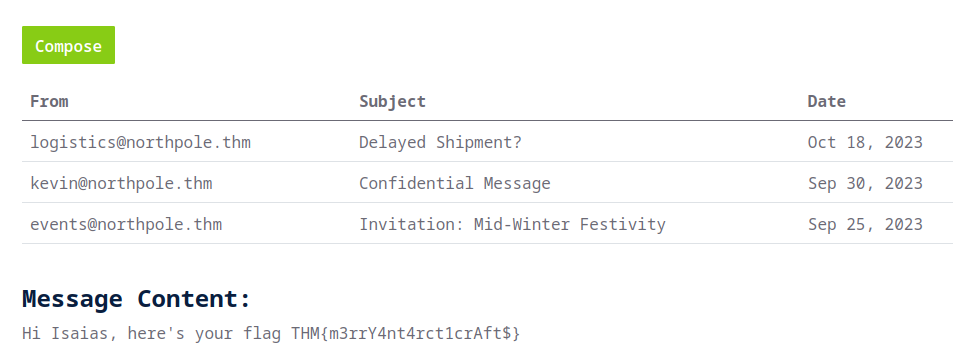 Compose
From Subject Date
logistics@northpole.thm Delayed Shipment? Oct 18, 2023
kevin@northpole.thm Confidential Message Sep 30, 2023
events@northpole.thm Invitation: Mid-Winter Festivity Sep 25, 2023
Message Content:
Hi Isaias, here's your flag THM{m3rrY4nt4rct1crAft$}